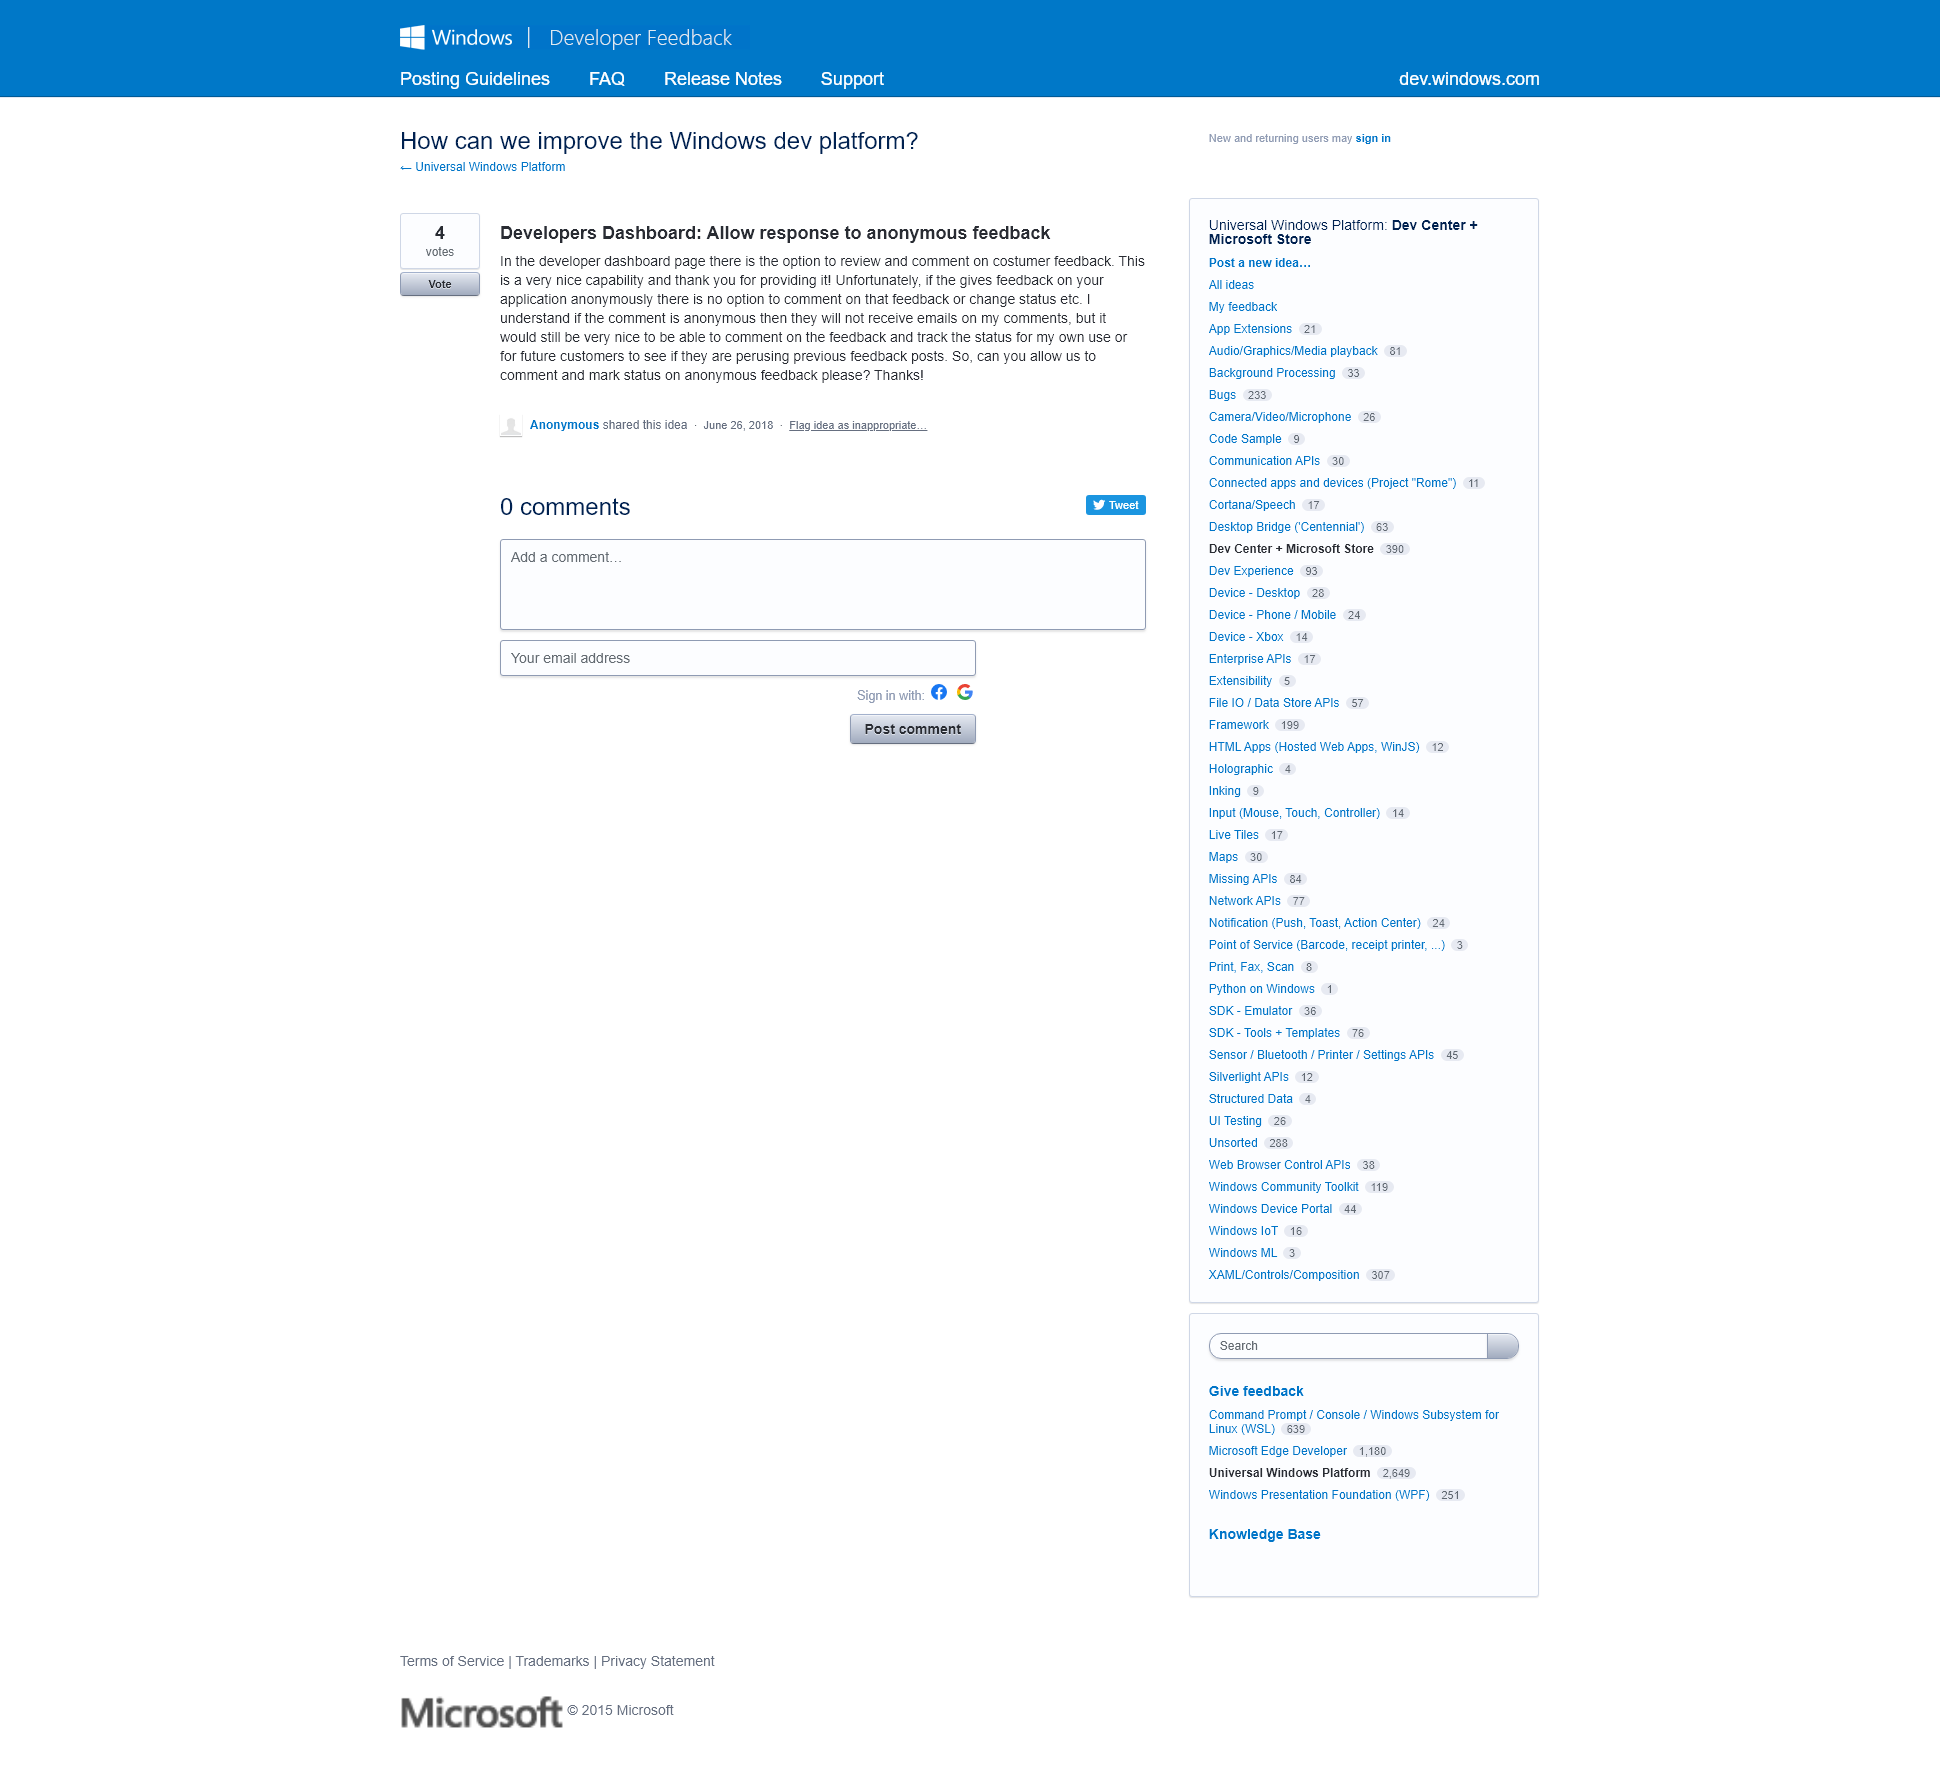 Windows | Developer Feedback
Posting Guidelines FAQ Release Notes Support dev.windows.com
How can we improve the Windows dev platform?
← Universal Windows Platform
New and returning users may sign in
4
votes
Vote
Developers Dashboard: Allow response to anonymous feedback
In the developer dashboard page there is the option to review and comment on costumer feedback. This
is a very nice capability and thank you for providing it! Unfortunately, if the gives feedback on your
application anonymously there is no option to comment on that feedback or change status etc. I
understand if the comment is anonymous then they will not receive emails on my comments, but it
would still be very nice to be able to comment on the feedback and track the status for my own use or
for future customers to see if they are perusing previous feedback posts. So, can you allow us to
comment and mark status on anonymous feedback please? Thanks!
Anonymous shared this idea · June 26, 2018 · Flag idea as inappropriate…
0 comments
Tweet
Add a comment…
Your email address
Sign in with:
Post comment
Universal Windows Platform: Dev Center +
Microsoft Store
Post a new idea…
All ideas
My feedback
App Extensions 21
Audio/Graphics/Media playback 81
Background Processing 33
Bugs 233
Camera/Video/Microphone 26
Code Sample 9
Communication APIs 30
Connected apps and devices (Project "Rome") 11
Cortana/Speech 17
Desktop Bridge ('Centennial') 63
Dev Center + Microsoft Store 390
Dev Experience 93
Device - Desktop 28
Device - Phone / Mobile 24
Device - Xbox 14
Enterprise APIs 17
Extensibility 5
File IO / Data Store APIs 57
Framework 199
HTML Apps (Hosted Web Apps, WinJS) 12
Holographic 4
Inking 9
Input (Mouse, Touch, Controller) 14
Live Tiles 17
Maps 30
Missing APIs 84
Network APIs 77
Notification (Push, Toast, Action Center) 24
Point of Service (Barcode, receipt printer, ...) 3
Print, Fax, Scan 8
Python on Windows 1
SDK - Emulator 36
SDK - Tools + Templates 76
Sensor / Bluetooth / Printer / Settings APIs 45
Silverlight APIs 12
Structured Data 4
UI Testing 26
Unsorted 288
Web Browser Control APIs 38
Windows Community Toolkit 119
Windows Device Portal 44
Windows IoT 16
Windows ML 3
XAML/Controls/Composition 307
Search
Give feedback
Command Prompt / Console / Windows Subsystem for
Linux (WSL) 639
Microsoft Edge Developer 1,180
Universal Windows Platform 2,649
Windows Presentation Foundation (WPF) 251
Knowledge Base
Terms of Service | Trademarks | Privacy Statement
Microsoft © 2015 Microsoft